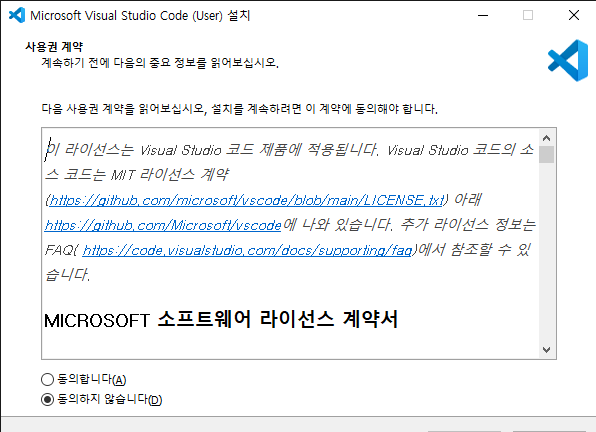 Microsoft Visual Studio Code (User) 설치
사용권 계약
계속하기 전에 다음의 중요 정보를 읽어보십시오.
다음 사용권 계약을 읽어보십시오, 설치를 계속하려면 이 계약에 동의해야 합니다.
이 라이선스는 Visual Studio 코드 제품에 적용됩니다. Visual Studio 코드의 소
스 코드는 MIT 라이선스 계약
(https://github.com/microsoft/vscode/blob/main/LICENSE.txt) 아래
https://github.com/Microsoft/vscode에 나와 있습니다. 추가 라이선스 정보는
FAQ( https://code.visualstudio.com/docs/supporting/faq)에서 참조할 수 있
습니다.
MICROSOFT 소프트웨어 라이선스 계약서
동의합니다(A)
동의하지 않습니다(D)